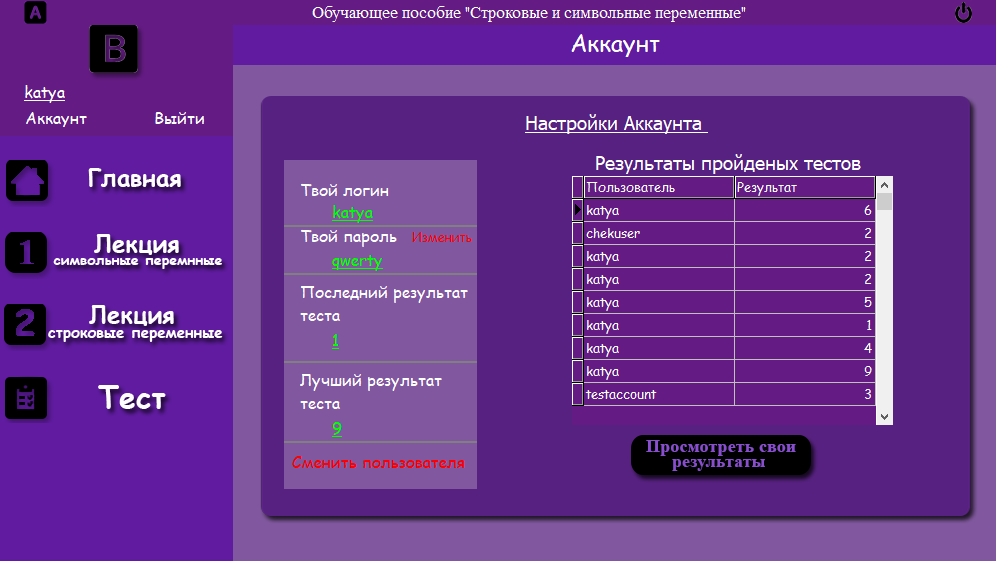 A
Обучающее пособие "Строковые и символьные переменные"
B
katya
Аккаунт
Выйти
Главная
1
Лекция
символьные перемнные
2
Лекция
строковые переменные
Тест
Аккаунт
Настройки Аккаунта
Твой логин
katya
Твой пароль Изменить
qwerty
Последний результат
теста
1
Лучший результат
теста
9
Сменить пользователя
Результаты пройденых тестов
Пользователь Результат
katya 6
chekuser 2
katya 2
katya 2
katya 5
katya 1
katya 4
katya 9
testaccount 3
Просмотреть свои
результаты